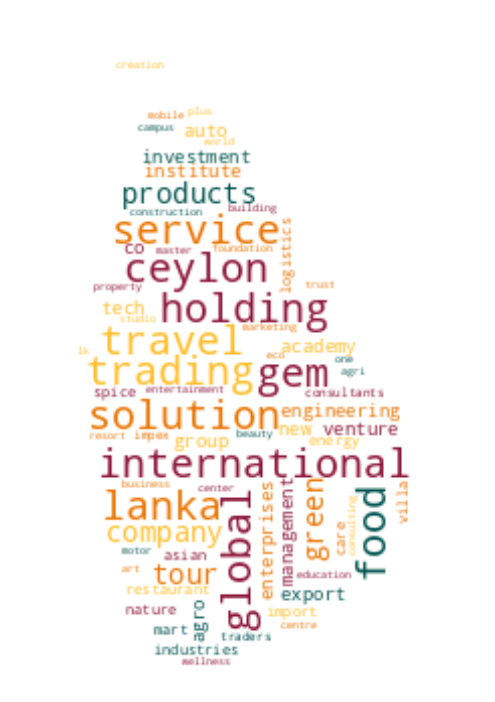 creation
mobile plus
campus auto
world
investment
institute
products
construction building
service
co master foundation
logistics
ceylon
property trust
holding
tech
studio marketing
travel
lk eco academy
one
trading gem agri
spice entertainment consultants
solution engineering
resort impex group beauty new venture
energy
international
business center
lanka
global
enterprises
management
green
care
consulting
food
villa
company
motor asian
art tour education
restaurant export
nature agro import
mart traders centre
industries
wellness